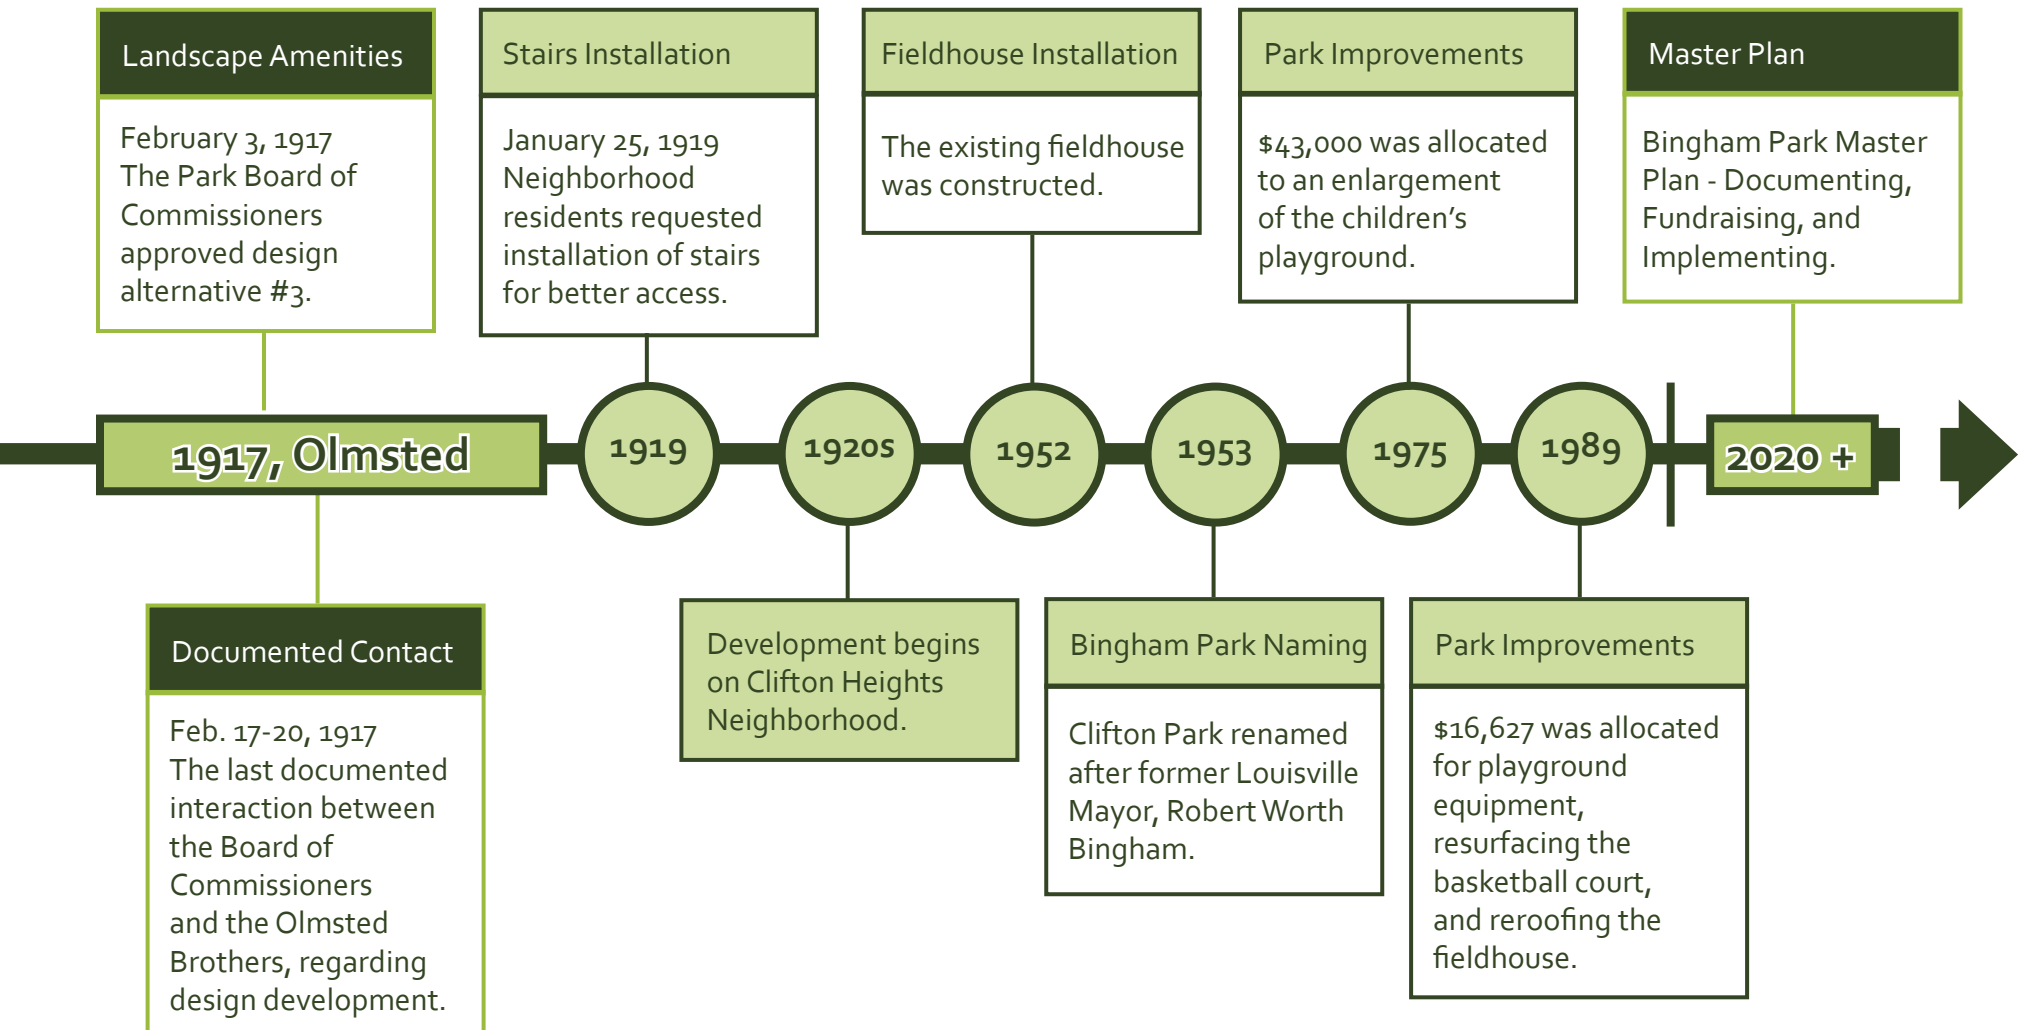 Landscape Amenities
February 3, 1917
The Park Board of
Commissioners
approved design
alternative #3.
Stairs Installation
January 25, 1919
Neighborhood
residents requested
installation of stairs
for better access.
Fieldhouse Installation
The existing fieldhouse
was constructed.
Park Improvements
$43,000 was allocated
to an enlargement
of the children's
playground.
Master Plan
Bingham Park Master
Plan - Documenting,
Fundraising, and
Implementing.
1917, Olmsted
1919
1920s
1952
1953
1975
1989
2020 +
Documented Contact
Feb. 17-20, 1917
The last documented
interaction between
the Board of
Commissioners
and the Olmsted
Brothers, regarding
design development.
Development begins
on Clifton Heights
Neighborhood.
Bingham Park Naming
Clifton Park renamed
after former Louisville
Mayor, Robert Worth
Bingham.
Park Improvements
$16,627 was allocated
for playground
equipment,
resurfacing the
basketball court,
and reroofing the
fieldhouse.